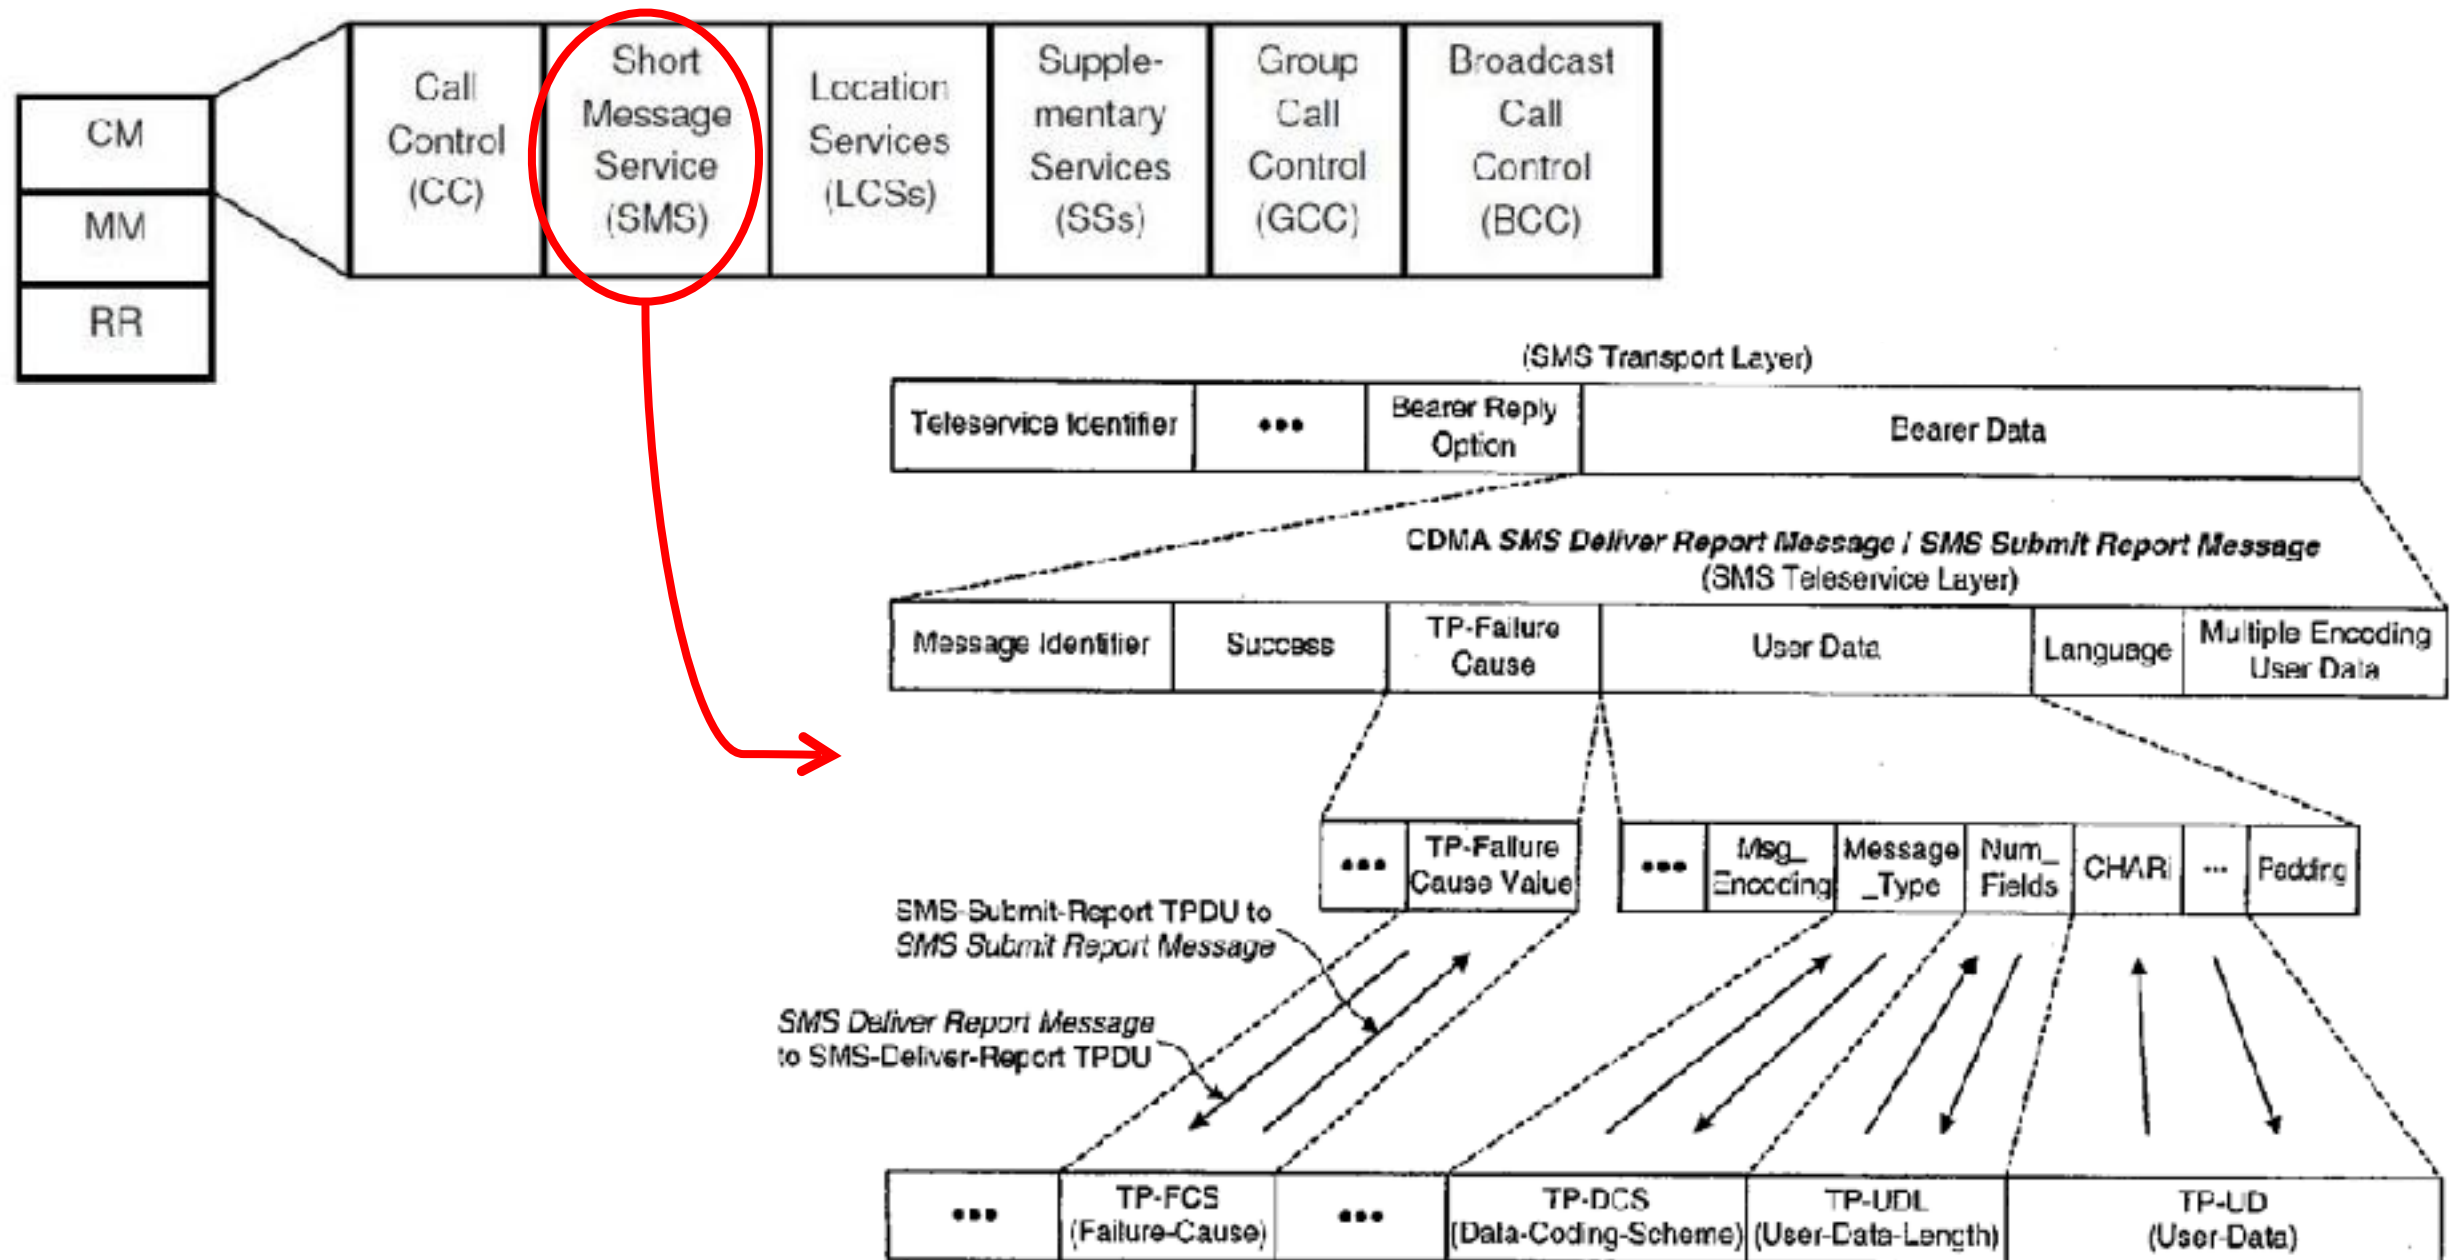 CM
MM
RR
Call
Control
(CC)
Short
Message
Service
(SMS)
Location
Services
(LCSs)
Supple-
mentary
Services
(SSs)
Group
Call
Control
(GCC)
Broadcast
Call
Control
(BCC)
(SMS Transport Layer)
Teleservice Identifier
•••
Bearer Reply
Option
Bearer Data
CDMA SMS Deliver Report Message / SMS Submit Report Message
(SMS Teleservice Layer)
Message Identifier
Success
TP-Failure
Cause
User Data
Language
Multiple Encoding
User Data
•••
TP-Failure
Cause Value
•••
Msg_
Encoding
Message
_Type
Num_
Fields
CHARi
...
Padding
SMS-Submit-Report TPDU to
SMS Submit Report Message
SMS Deliver Report Message
to SMS-Deliver-Report TPDU
•••
TP-FCS
(Failure-Cause)
•••
TP-DCS
(Data-Coding-Scheme)
TP-UDL
(User-Data-Length)
TP-UD
(User-Data)